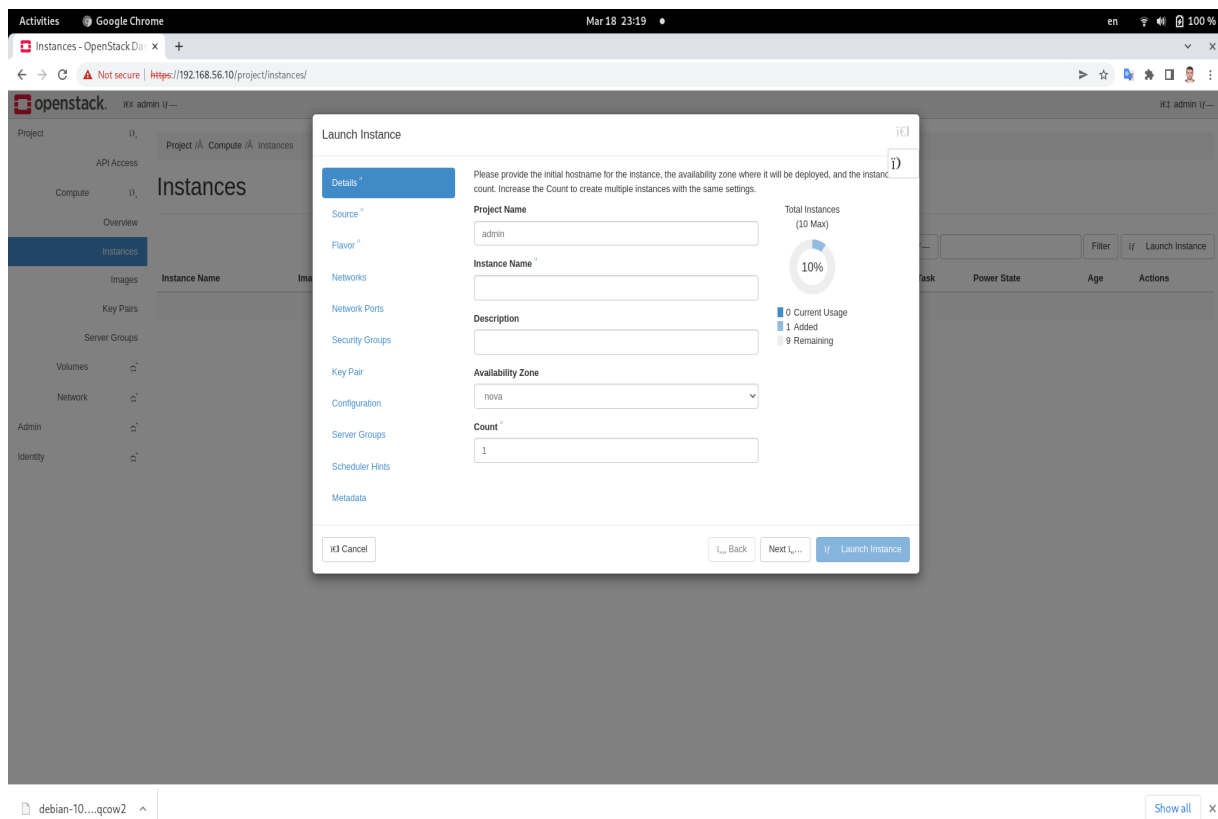 Activities Google Chrome Mar 18 23:19 en 100 %
Instances - OpenStack Da
Not secure https://192.168.56.10/project/instances/
openstack. admin admin
Project
API Access
Compute
Overview
Instances
Images
Key Pairs
Server Groups
Volumes
Network
Admin
Identity
Project /Â Compute /Â Instances
Instances
Filter Launch Instance
Instance Name Ima Task Power State Age Actions
Launch Instance
Details
Source
Flavor
Networks
Network Ports
Security Groups
Key Pair
Configuration
Server Groups
Scheduler Hints
Metadata
Please provide the initial hostname for the instance, the availability zone where it will be deployed, and the instanc
count. Increase the Count to create multiple instances with the same settings.
Project Name
admin
Instance Name
Description
Availability Zone
nova
Count
1
Total Instances
(10 Max)
10%
0 Current Usage
1 Added
9 Remaining
Cancel Back Next Launch Instance
debian-10....qcow2 Show all